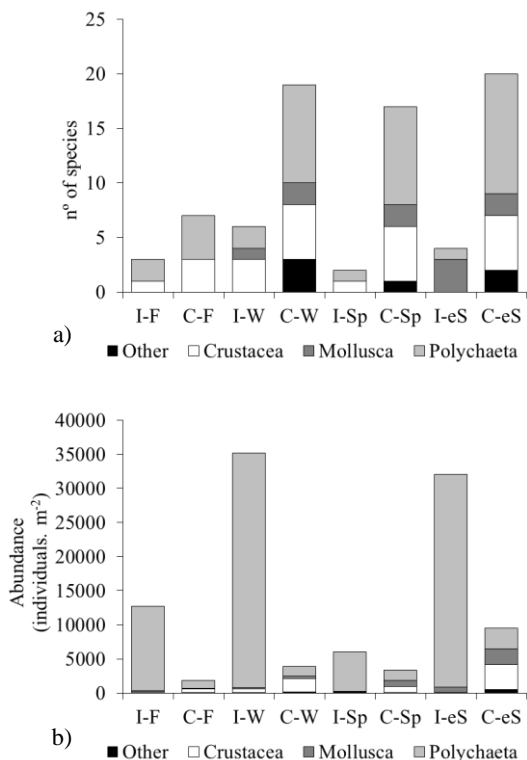 25
20
15
10
5
0
nº of species
I-F C-F I-W C-W I-Sp C-Sp I-eS C-eS
a)
Other Crustacea Mollusca Polychaeta
40000
35000
30000
25000
20000
15000
10000
5000
0
Abundance
(individuals. m-2)
I-F C-F I-W C-W I-Sp C-Sp I-eS C-eS
b)
Other Crustacea Mollusca Polychaeta